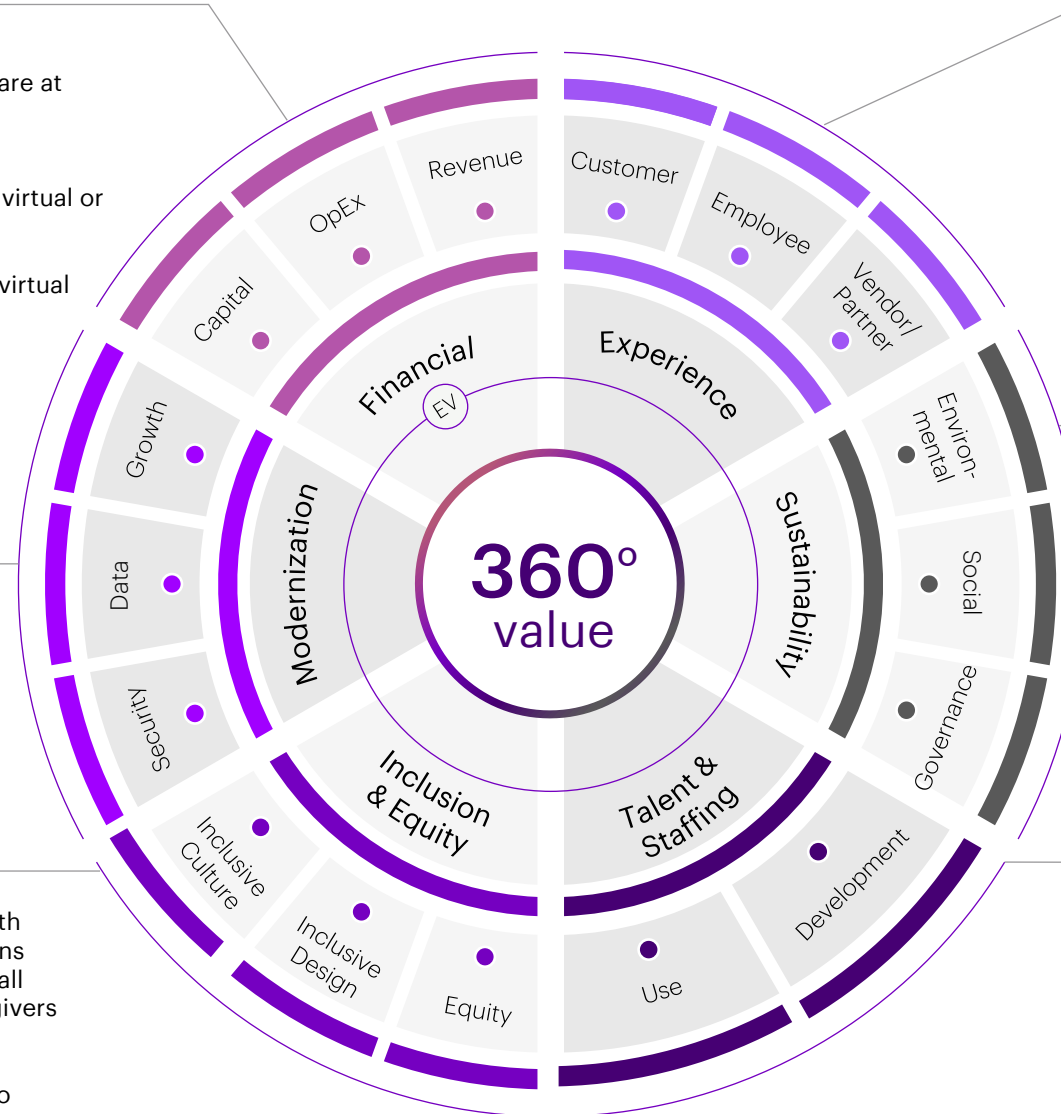 are at
virtual or
virtual
th
ns
all
givers
o
360°
value
EV
Financial
Capital
OpEx
Revenue
Experience
Customer
Employee
Vendor/
Partner
Sustainability
Environ-
mental
Social
Governance
Talent &
Staffing
Development
Use
Inclusion
& Equity
Equity
Inclusive
Design
Inclusive
Culture
Modernization
Security
Data
Growth